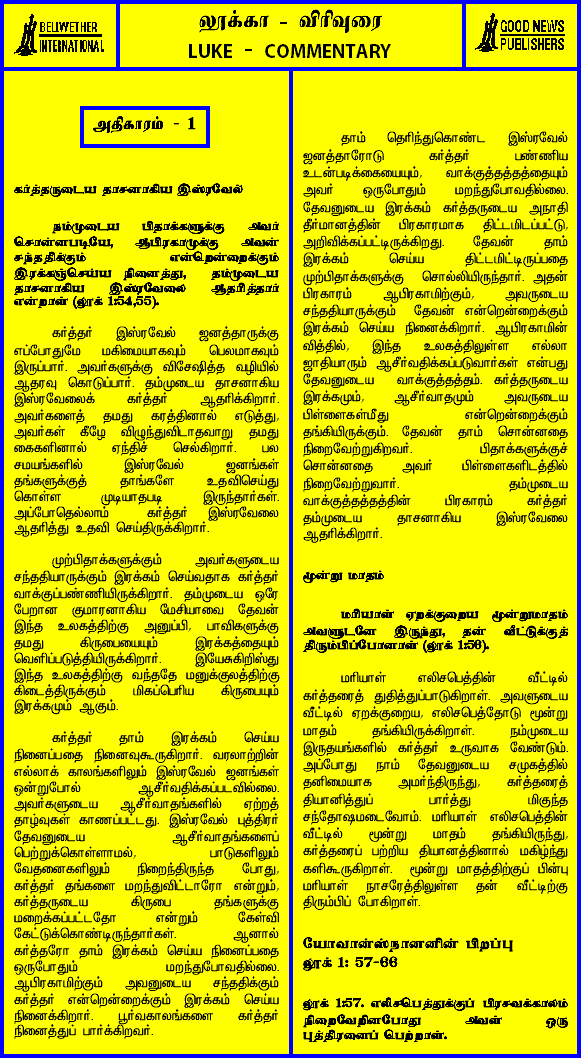 BELLWETHER
INTERNATIONAL
லூக்கா - விரிவுரை
LUKE - COMMENTARY
GOOD NEWS
PUBLISHERS
அதிகாரம் - 1
கர்த்தருடைய தாசனாகிய இஸ்ரவேல்
நம்முடைய பிதாக்களுக்கு அவர்
சொன்னபடியே, ஆபிரகாமுக்கு அவன்
சந்ததிக்கும் என்றென்றைக்கும்
இரக்கஞ்செய்ய நினைத்து, தம்முடைய
தாசனாகிய இஸ்ரவேலை ஆதரித்தார்
என்றாள் (லூக் 1:54,55).
கர்த்தர் இஸ்ரவேல் ஜனத்தாருக்கு
எப்போதுமே மகிமையாகவும் பெலமாகவும்
இருப்பார். அவர்களுக்கு விசேஷித்த வழியில்
ஆதரவு கொடுப்பார். தம்முடைய தாசனாகிய
இஸ்ரவேலைக் கர்த்தர் ஆதரிக்கிறார்.
அவர்களைத் தமது கரத்தினால் எடுத்து,
அவர்கள் கீழே விழுந்துவிடாதவாறு தமது
கைகளினால் ஏந்திச் செல்கிறார். பல
சமயங்களில் இஸ்ரவேல் ஜனங்கள்
தங்களுக்குத் தாங்களே உதவிசெய்து
கொள்ள முடியாதபடி இருந்தார்கள்.
அப்போதெல்லாம் கர்த்தர் இஸ்ரவேலை
ஆதரித்து உதவி செய்திருக்கிறார்.
முற்பிதாக்களுக்கும் அவர்களுடைய
சந்ததியாருக்கும் இரக்கம் செய்வதாக கர்த்தர்
வாக்குப்பண்ணியிருக்கிறார். தம்முடைய ஒரே
பேறான குமாரனாகிய மேசியாவை தேவன்
இந்த உலகத்திற்கு அனுப்பி, பாவிகளுக்கு
தமது கிருபையையும் இரக்கத்தையும்
வெளிப்படுத்தியிருக்கிறார். இயேசுகிறிஸ்து
இந்த உலகத்திற்கு வந்ததே மனுக்குலத்திற்கு
கிடைத்திருக்கும் மிகப்பெரிய கிருபையும்
இரக்கமும் ஆகும்.
கர்த்தர் தாம் இரக்கம் செய்ய
நினைப்பதை நினைவுகூருகிறார். வரலாற்றின்
எல்லாக் காலங்களிலும் இஸ்ரவேல் ஜனங்கள்
ஒன்றுபோல் ஆசீர்வதிக்கப்படவில்லை.
அவர்களுடைய ஆசீர்வாதங்களில் ஏற்றத்
தாழ்வுகள் காணப்பட்டது. இஸ்ரவேல் புத்திரர்
தேவனுடைய ஆசீர்வாதங்களைப்
பெற்றுக்கொள்ளாமல், பாடுகளிலும்
வேதனைகளிலும் நிறைந்திருந்த போது,
கர்த்தர் தங்களை மறந்துவிட்டாரோ என்றும்,
கர்த்தருடைய கிருபை தங்களுக்கு
மறைக்கப்பட்டதோ என்றும் கேள்வி
கேட்டுக்கொண்டிருந்தார்கள். ஆனால்
கர்த்தரோ தாம் இரக்கம் செய்ய நினைப்பதை
ஒருபோதும் மறந்துபோவதில்லை.
ஆபிரகாமிற்கும் அவனுடைய சந்ததிக்கும்
கர்த்தர் என்றென்றைக்கும் இரக்கம் செய்ய
நினைக்கிறார். பூர்வகாலங்களை கர்த்தர்
நினைத்துப் பார்க்கிறவர்.
தாம் தெரிந்துகொண்ட இஸ்ரவேல்
ஜனத்தாரோடு கர்த்தர் பண்ணிய
உடன்படிக்கையையும், வாக்குத்தத்தத்தையும்
அவர் ஒருபோதும் மறந்துபோவதில்லை.
தேவனுடைய இரக்கம் கர்த்தருடைய அநாதி
தீர்மானத்தின் பிரகாரமாக திட்டமிடப்பட்டு,
அறிவிக்கப்பட்டிருக்கிறது. தேவன் தாம்
இரக்கம் செய்ய திட்டமிட்டிருப்பதை
முற்பிதாக்களுக்கு சொல்லியிருந்தார். அதன்
பிரகாரம் ஆபிரகாமிற்கும், அவருடைய
சந்ததியாருக்கும் தேவன் என்றென்றைக்கும்
இரக்கம் செய்ய நினைக்கிறார். ஆபிரகாமின்
வித்தில், இந்த உலகத்திலுள்ள எல்லா
ஜாதியாரும் ஆசீர்வதிக்கப்படுவார்கள் என்பது
தேவனுடைய வாக்குத்தத்தம். கர்த்தருடைய
இரக்கமும், ஆசீர்வாதமும் அவருடைய
பிள்ளைகள்மீது என்றென்றைக்கும்
தங்கியிருக்கும். தேவன் தாம் சொன்னதை
நிறைவேற்றுகிறவர். பிதாக்களுக்குச்
சொன்னதை அவர் பிள்ளைகளிடத்தில்
நிறைவேற்றுவார். தம்முடைய
வாக்குத்தத்தத்தின் பிரகாரம் கர்த்தர்
தம்முடைய தாசனாகிய இஸ்ரவேலை
ஆதரிக்கிறார்.
மூன்று மாதம்
மரியாள் ஏறக்குறைய மூன்றுமாதம்
அவளுடனே இருந்து, தன் வீட்டுக்குத்
திரும்பிப்போனாள் (லூக் 1:56).
மரியாள் எலிசபெத்தின் வீட்டில்
கர்த்தரைத் துதித்துப்பாடுகிறாள். அவளுடைய
வீட்டில் ஏறக்குறைய, எலிசபெத்தோடு மூன்று
மாதம் தங்கியிருக்கிறாள். நம்முடைய
இருதயங்களில் கர்த்தர் உருவாக வேண்டும்.
அப்போது நாம் தேவனுடைய சமுகத்தில்
தனிமையாக அமர்ந்திருந்து, கர்த்தரைத்
தியானித்துப் பார்த்து மிகுந்த
சந்தோஷமடைவோம். மரியாள் எலிசபெத்தின்
வீட்டில் மூன்று மாதம் தங்கியிருந்து,
கர்த்தரைப் பற்றிய தியானத்தினால் மகிழ்ந்து
களிகூருகிறாள். மூன்று மாதத்திற்குப் பின்பு
மரியாள் நாசரேத்திலுள்ள தன் வீட்டிற்கு
திரும்பிப் போகிறாள்.
யோவான்ஸ்நானனின் பிறப்பு
லூக் 1: 57-66
லூக் 1:57. எலிசபெத்துக்குப் பிரசவக்காலம்
நிறைவேறினபோது அவள் ஒரு
புத்திரனைப் பெற்றாள்.